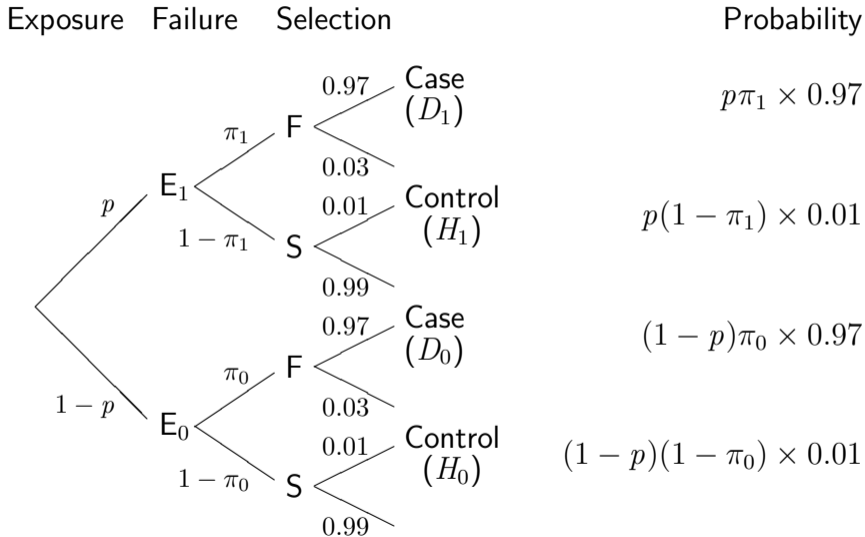 Exposure Failure Selection Probability
0.97 Case
(D₁) pπ₁ × 0.97
π₁ F
0.03
E₁
p 0.01 Control
(H₁) p(1 − π₁) × 0.01
1 − π₁ S
0.99
0.97 Case
(D₀) (1 − p)π₀ × 0.97
π₀ F
0.03
1 − p E₀
0.01 Control
(H₀) (1 − p)(1 − π₀) × 0.01
1 − π₀ S
0.99